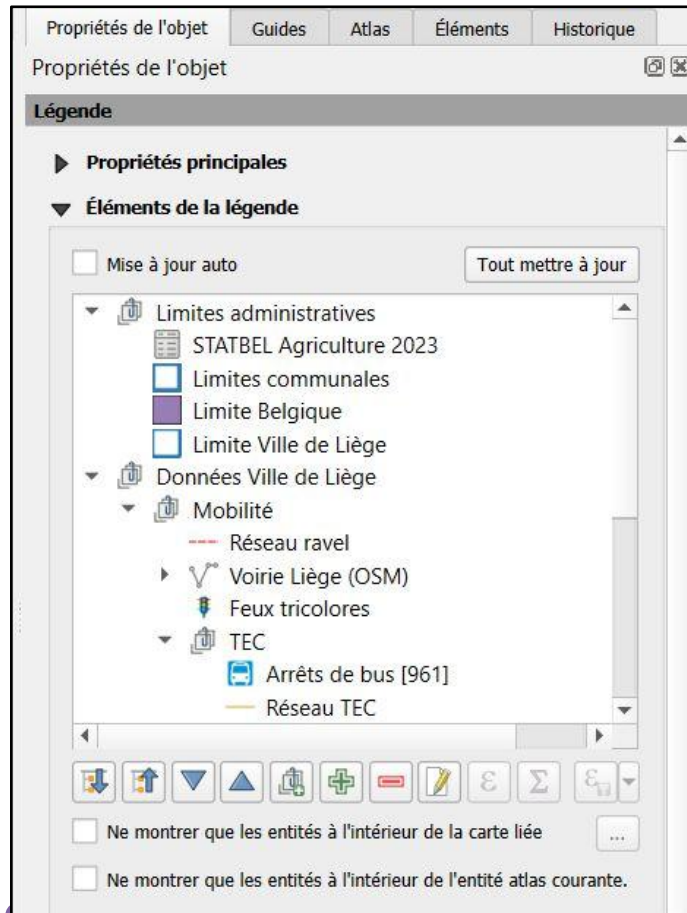 Propriétés de l'objet Guides Atlas Éléments Historique
Propriétés de l'objet
Légende
Propriétés principales
Éléments de la légende
Mise à jour auto Tout mettre à jour
Limites administratives
STATBEL Agriculture 2023
Limites communales
Limite Belgique
Limite Ville de Liège
Données Ville de Liège
Mobilité
Réseau ravel
Voirie Liège (OSM)
Feux tricolores
TEC
Arrêts de bus [961]
Réseau TEC
ε Σ ε
Ne montrer que les entités à l'intérieur de la carte liée ...
Ne montrer que les entités à l'intérieur de l'entité atlas courante.